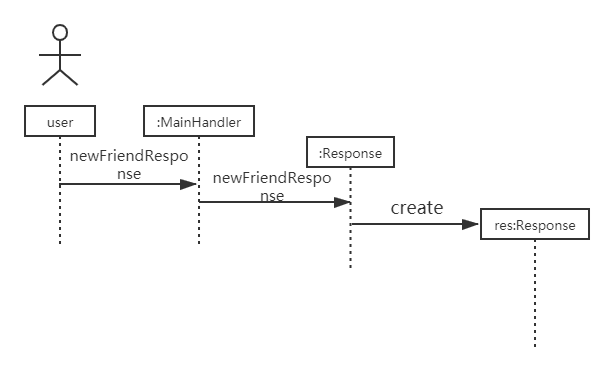 user
:MainHandler
:Response
newFriendRespo
nse
newFriendRespo
nse
create
res:Response